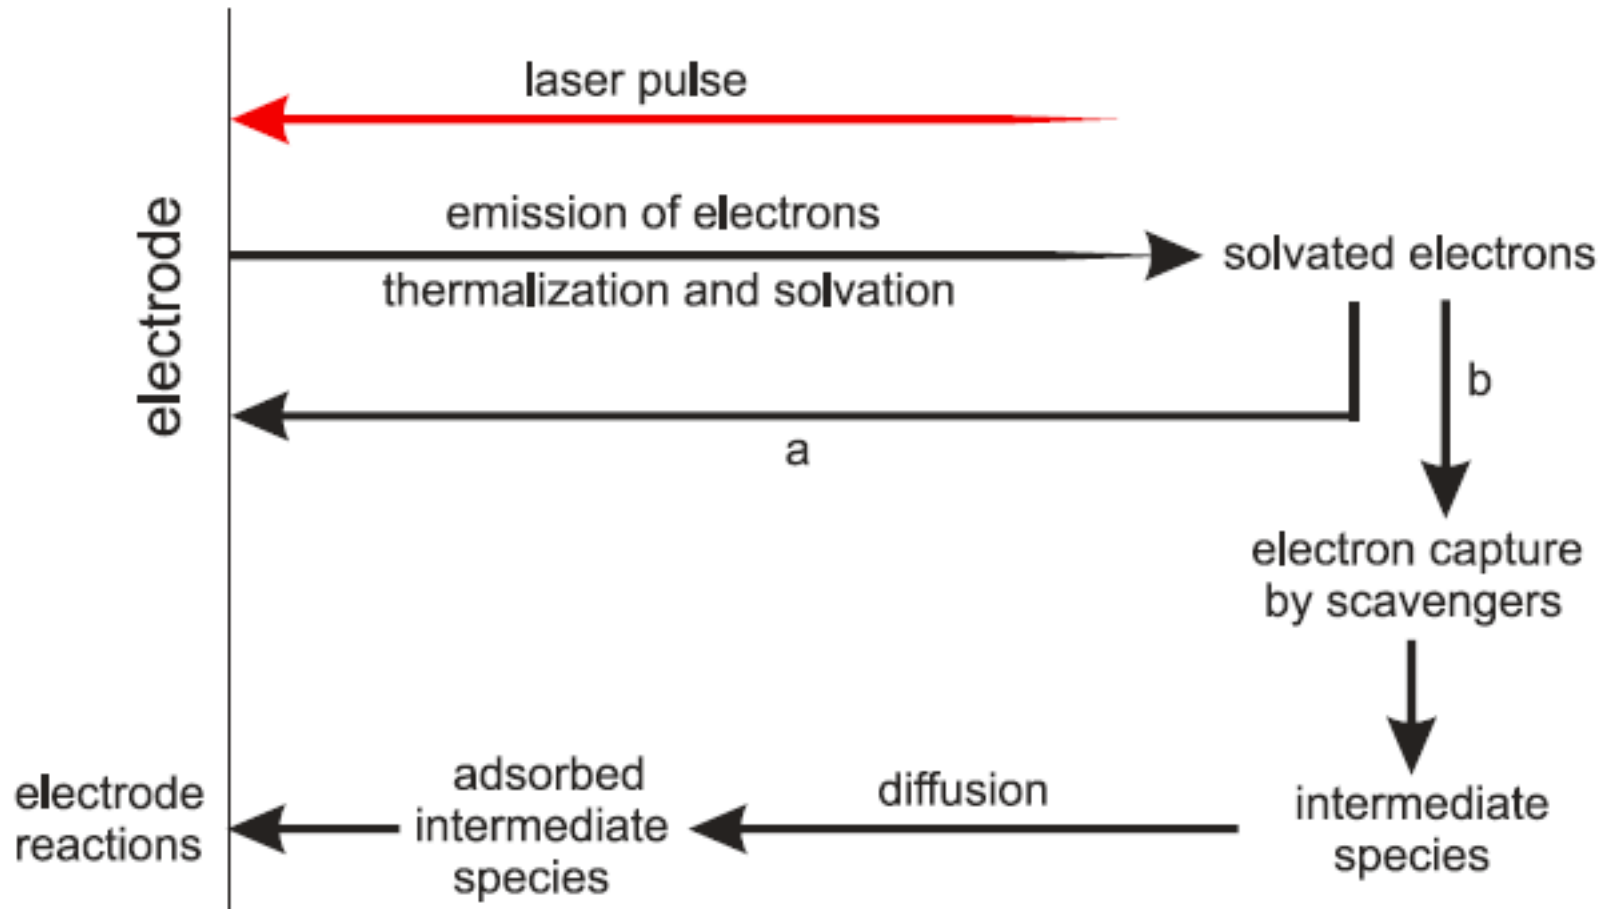 laser pulse
emission of electrons
electrode
solvated electrons
thermalization and solvation
b
a
electron capture
by scavengers
adsorbed
intermediate
species
diffusion
electrode
reactions
intermediate
species